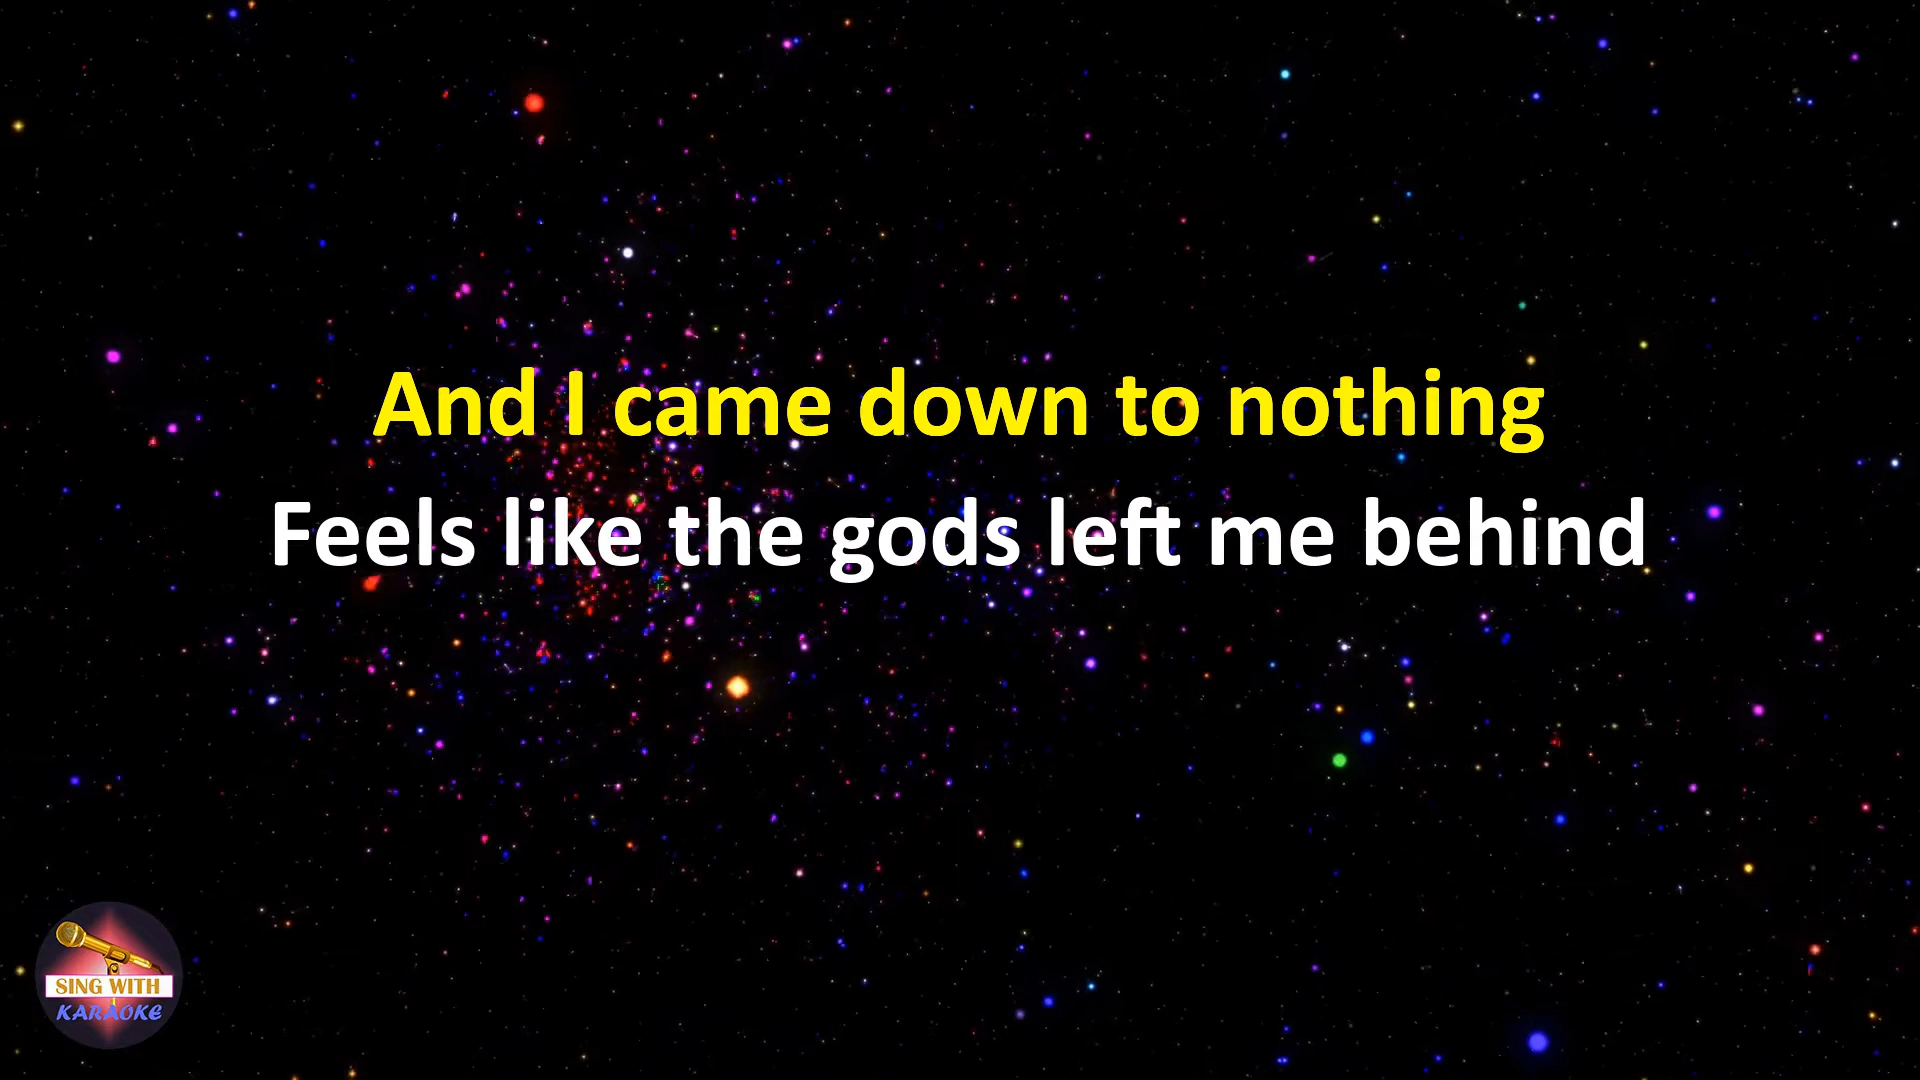 And I came down to nothing
Feels like the gods left me behind
SING WITH
KARAOKE